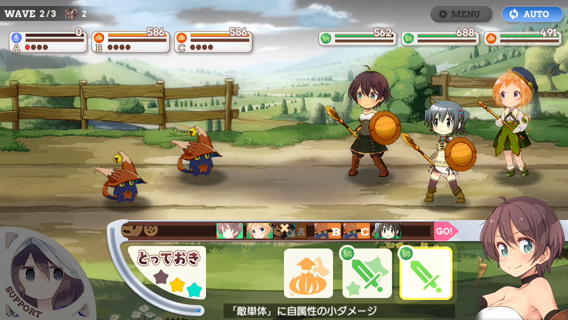 WAVE 2/3 2
MENU
AUTO
A 0
B 586
C 586
562
688
491
A B C GO!
とっておき
SUPPORT
「敵単体」に自属性の小ダメージ